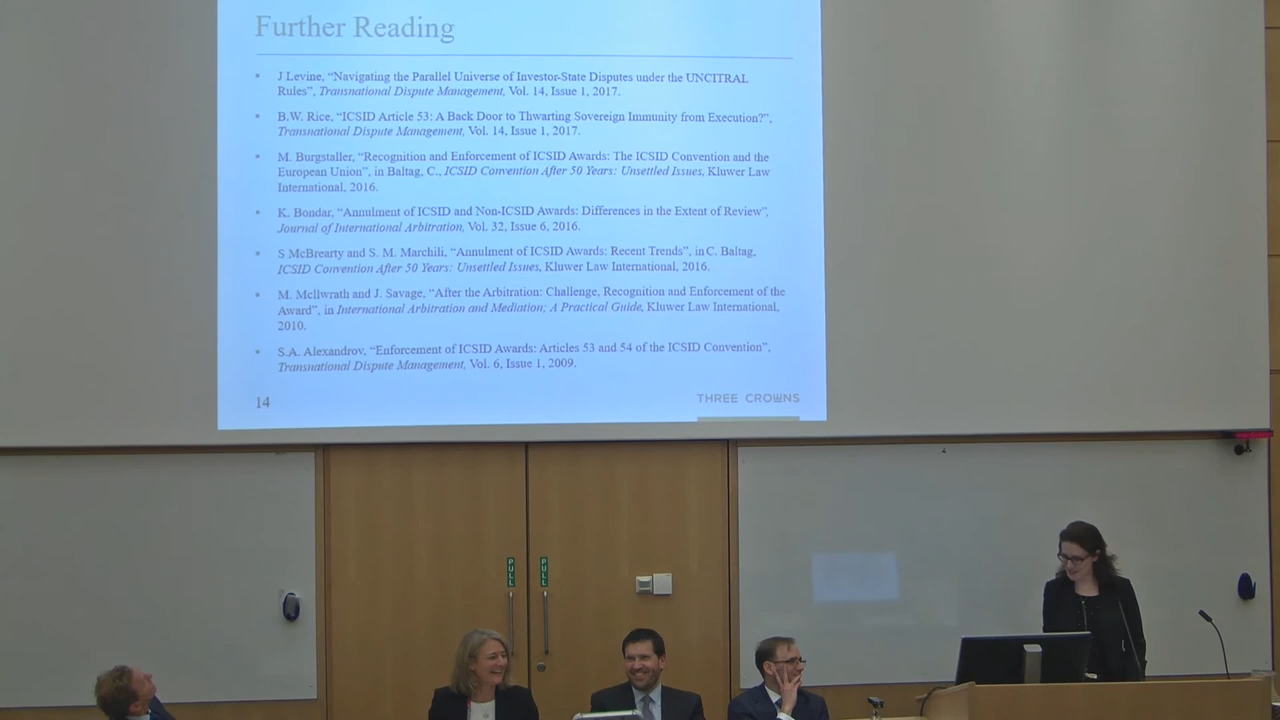 Further Reading
▪ J Levine, “Navigating the Parallel Universe of Investor-State Disputes under the UNCITRAL
Rules”, Transnational Dispute Management, Vol. 14, Issue 1, 2017.
▪ B.W. Rice, “ICSID Article 53: A Back Door to Thwarting Sovereign Immunity from Execution?”,
Transnational Dispute Management, Vol. 14, Issue 1, 2017.
▪ M. Burgstaller, “Recognition and Enforcement of ICSID Awards: The ICSID Convention and the
European Union”, in Baltag, C., ICSID Convention After 50 Years: Unsettled Issues, Kluwer Law
International, 2016.
▪ K. Bondar, “Annulment of ICSID and Non-ICSID Awards: Differences in the Extent of Review”,
Journal of International Arbitration, Vol. 32, Issue 6, 2016.
▪ S McBrearty and S. M. Marchili, “Annulment of ICSID Awards: Recent Trends”, in C. Baltag,
ICSID Convention After 50 Years: Unsettled Issues, Kluwer Law International, 2016.
▪ M. McIlwrath and J. Savage, “After the Arbitration: Challenge, Recognition and Enforcement of the
Award”, in International Arbitration and Mediation; A Practical Guide, Kluwer Law International,
2010.
▪ S.A. Alexandrov, “Enforcement of ICSID Awards: Articles 53 and 54 of the ICSID Convention”,
Transnational Dispute Management, Vol. 6, Issue 1, 2009.
14
THREE CROWNS
PULL
PULL